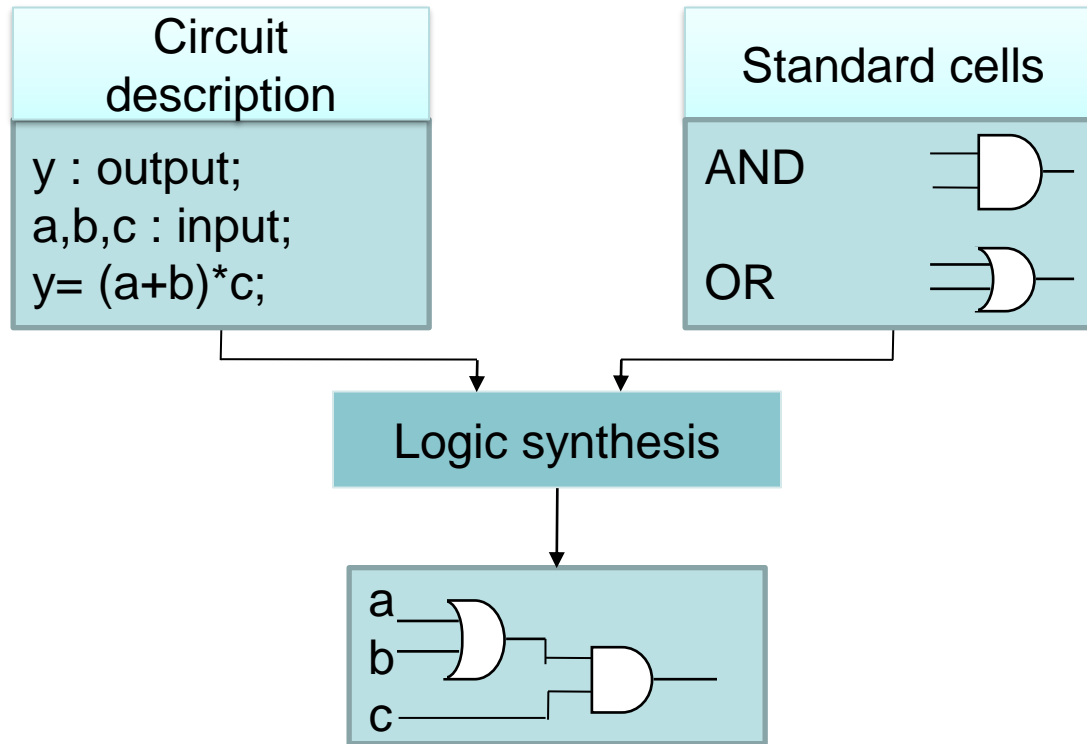 Circuit
description
y : output;
a,b,c : input;
y= (a+b)*c;
Standard cells
AND
OR
Logic synthesis
a
b
c